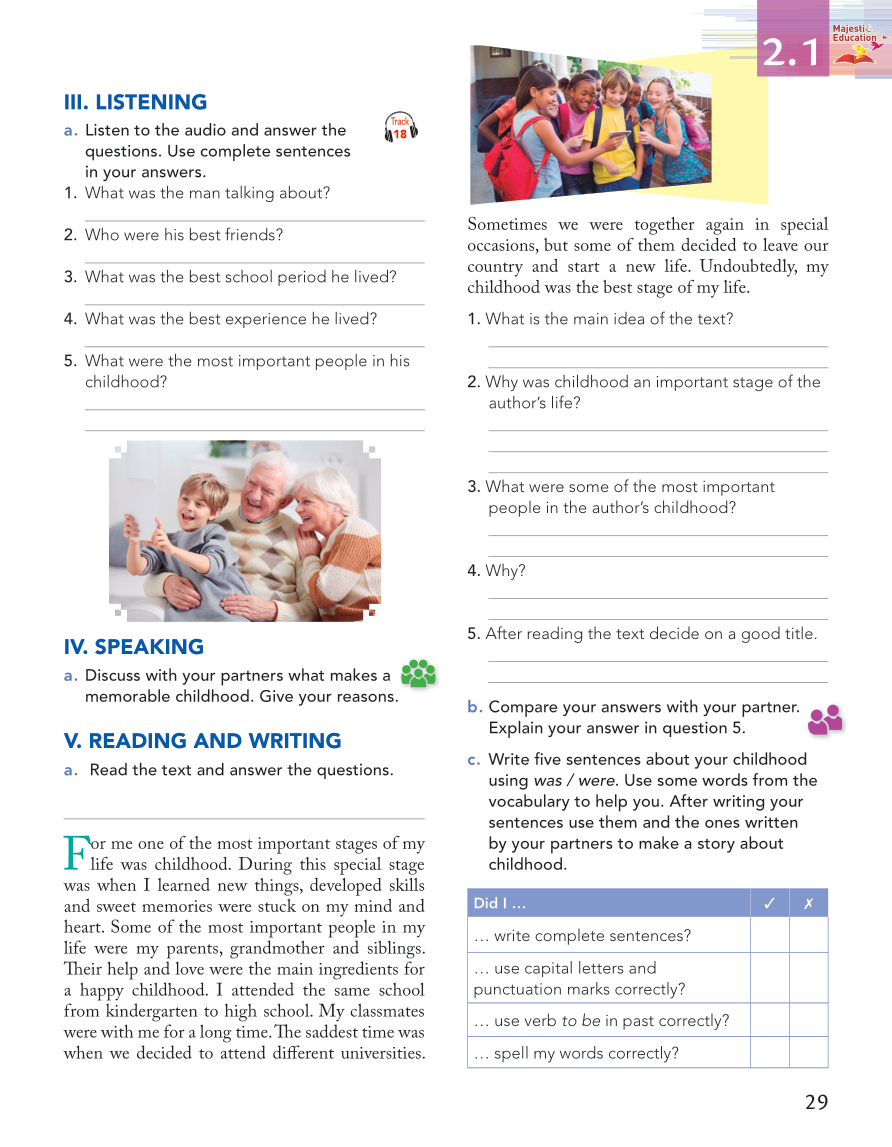 2.1
Majestic
Education
III. LISTENING
a. Listen to the audio and answer the
questions. Use complete sentences
in your answers.
Track
18
1. What was the man talking about?
2. Who were his best friends?
3. What was the best school period he lived?
4. What was the best experience he lived?
5. What were the most important people in his
childhood?
IV. SPEAKING
a. Discuss with your partners what makes a
memorable childhood. Give your reasons.
V. READING AND WRITING
a. Read the text and answer the questions.
For me one of the most important stages of my
life was childhood. During this special stage
was when I learned new things, developed skills
and sweet memories were stuck on my mind and
heart. Some of the most important people in my
life were my parents, grandmother and siblings.
Their help and love were the main ingredients for
a happy childhood. I attended the same school
from kindergarten to high school. My classmates
were with me for a long time. The saddest time was
when we decided to attend different universities.
Sometimes we were together again in special
occasions, but some of them decided to leave our
country and start a new life. Undoubtedly, my
childhood was the best stage of my life.
1. What is the main idea of the text?
2. Why was childhood an important stage of the
author's life?
3. What were some of the most important
people in the author's childhood?
4. Why?
5. After reading the text decide on a good title.
b. Compare your answers with your partner.
Explain your answer in question 5.
c. Write five sentences about your childhood
using was / were. Use some words from the
vocabulary to help you. After writing your
sentences use them and the ones written
by your partners to make a story about
childhood.
Did I ... ✓ ✗
... write complete sentences?
... use capital letters and
punctuation marks correctly?
... use verb to be in past correctly?
... spell my words correctly?
29